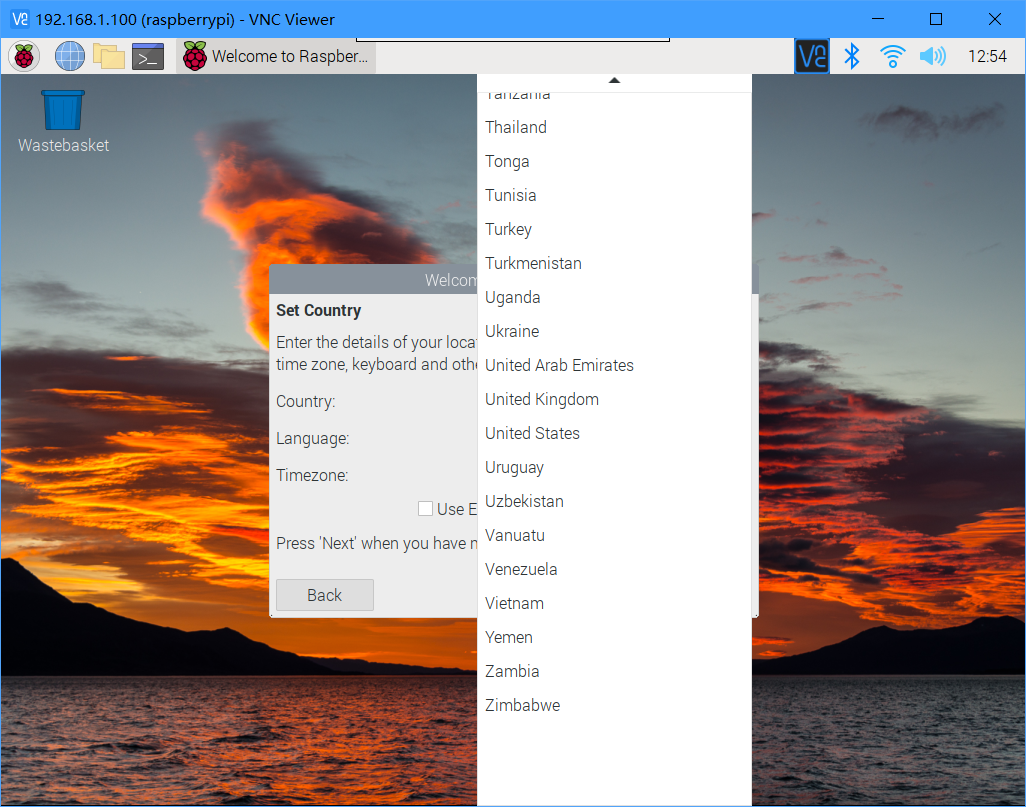 192.168.1.100 (raspberrypi) - VNC Viewer
Welcome to Raspber...
12:54
Wastebasket
Tanzania
Thailand
Tonga
Tunisia
Turkey
Turkmenistan
Uganda
Ukraine
United Arab Emirates
United Kingdom
United States
Uruguay
Uzbekistan
Vanuatu
Venezuela
Vietnam
Yemen
Zambia
Zimbabwe
Welcom
Set Country
Enter the details of your locat
time zone, keyboard and othe
Country:
Language:
Timezone:
Use E
Press 'Next' when you have
Back